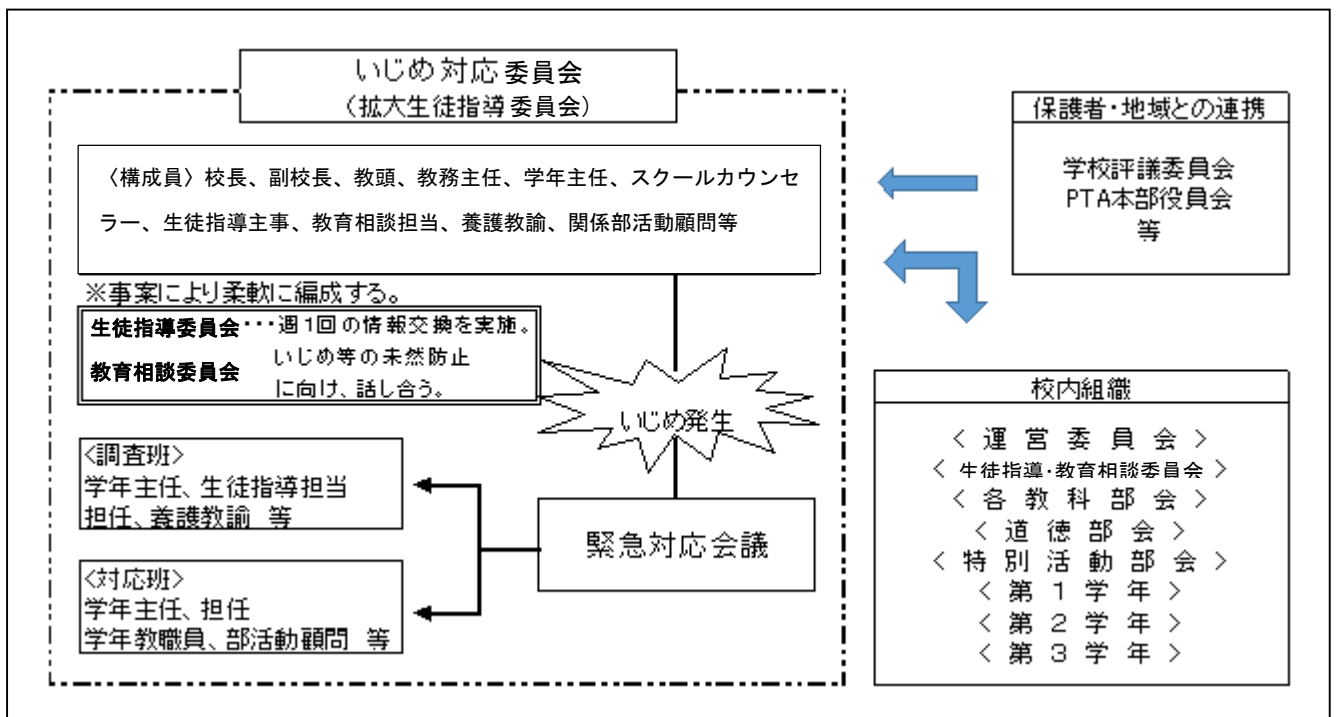 いじめ対応委員会
（拡大生徒指導委員会）
〈構成員〉校長、副校長、教頭、教務主任、学年主任、スクールカウンセ
ラー、生徒指導主事、教育相談担当、養護教諭、関係部活動顧問等
※事案により柔軟に編成する。
生徒指導委員会・・・週1回の情報交換を実施。
教育相談委員会
いじめ等の未然防止
に向け、話し合う。
いじめ発生
<調査班>
学年主任、生徒指導担当
担任、養護教諭 等
緊急対応会議
<対応班>
学年主任、担任
学年教職員、部活動顧問 等
保護者・地域との連携
学校評議委員会
PTA本部役員会
等
校内組織
< 運 営 委 員 会 >
< 生徒指導・教育相談委員会 >
< 各 教 科 部 会 >
< 道 徳 部 会 >
< 特 別 活 動 部 会 >
< 第 1 学 年 >
< 第 2 学 年 >
< 第 3 学 年 >